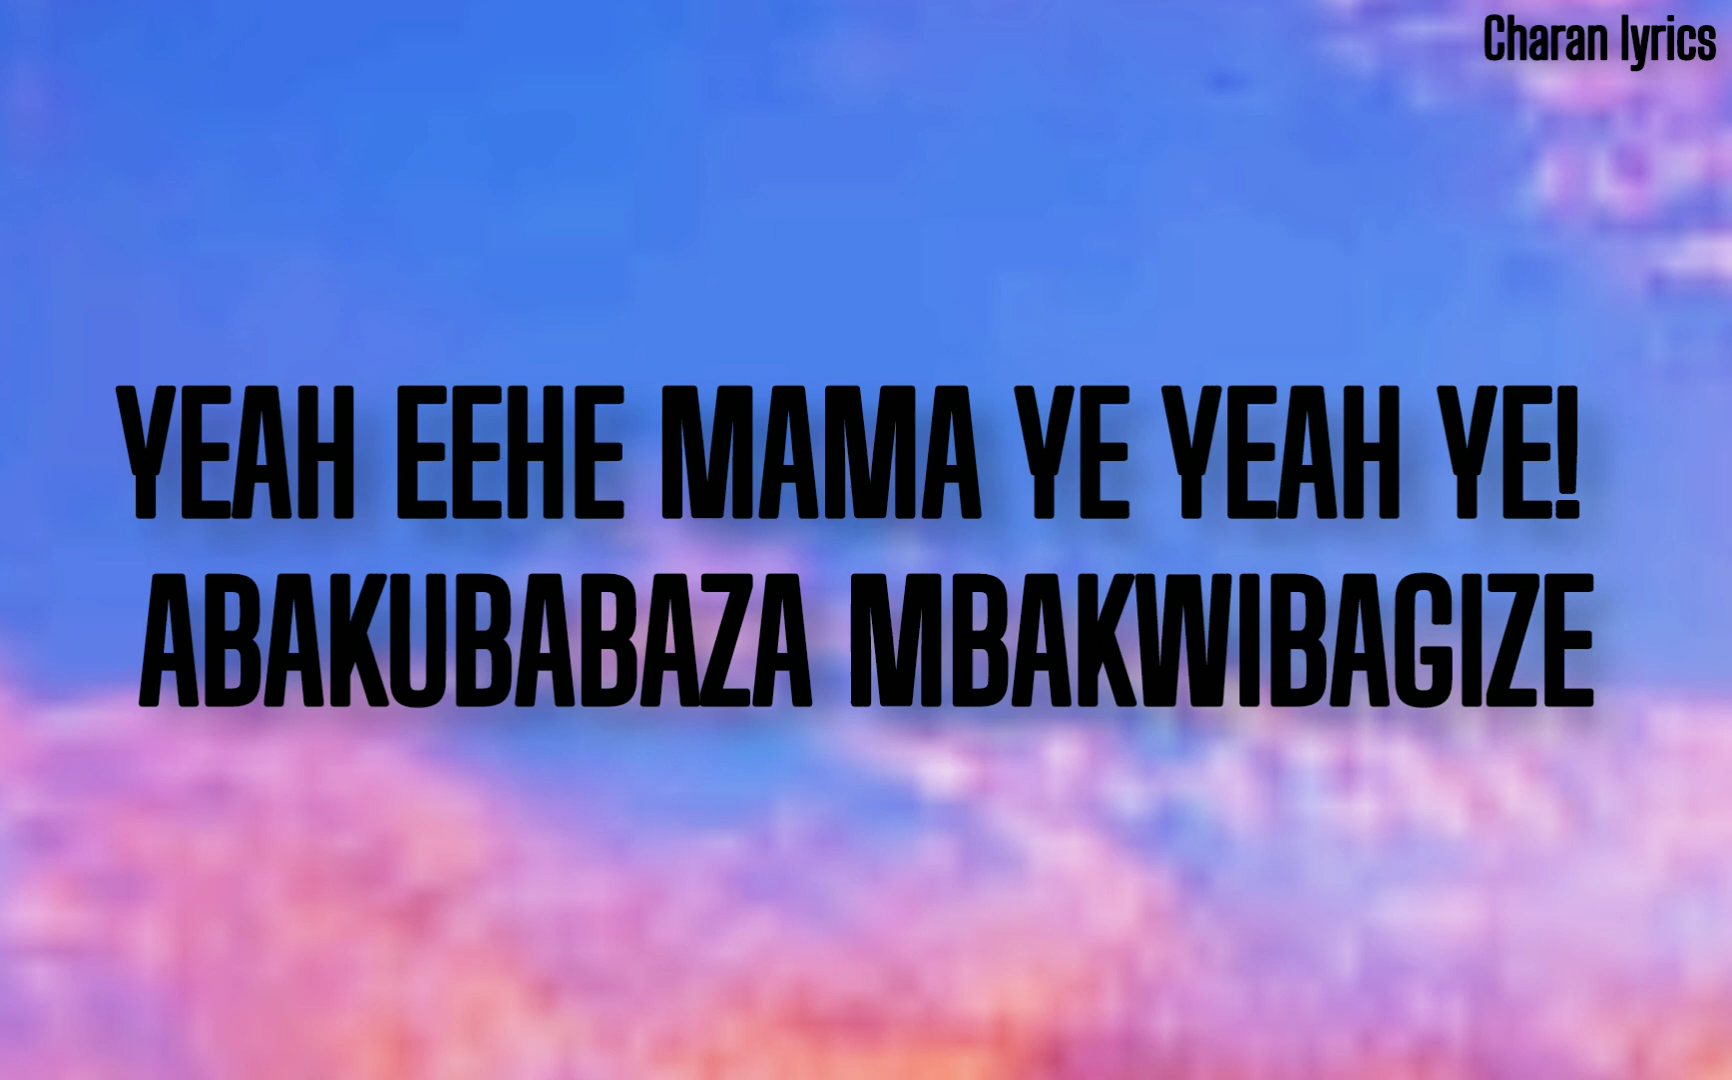 Charan lyrics
YEAH EEHE MAMA YE YEAH YE!
ABAKUBABAZA MBAKWIBAGIZE